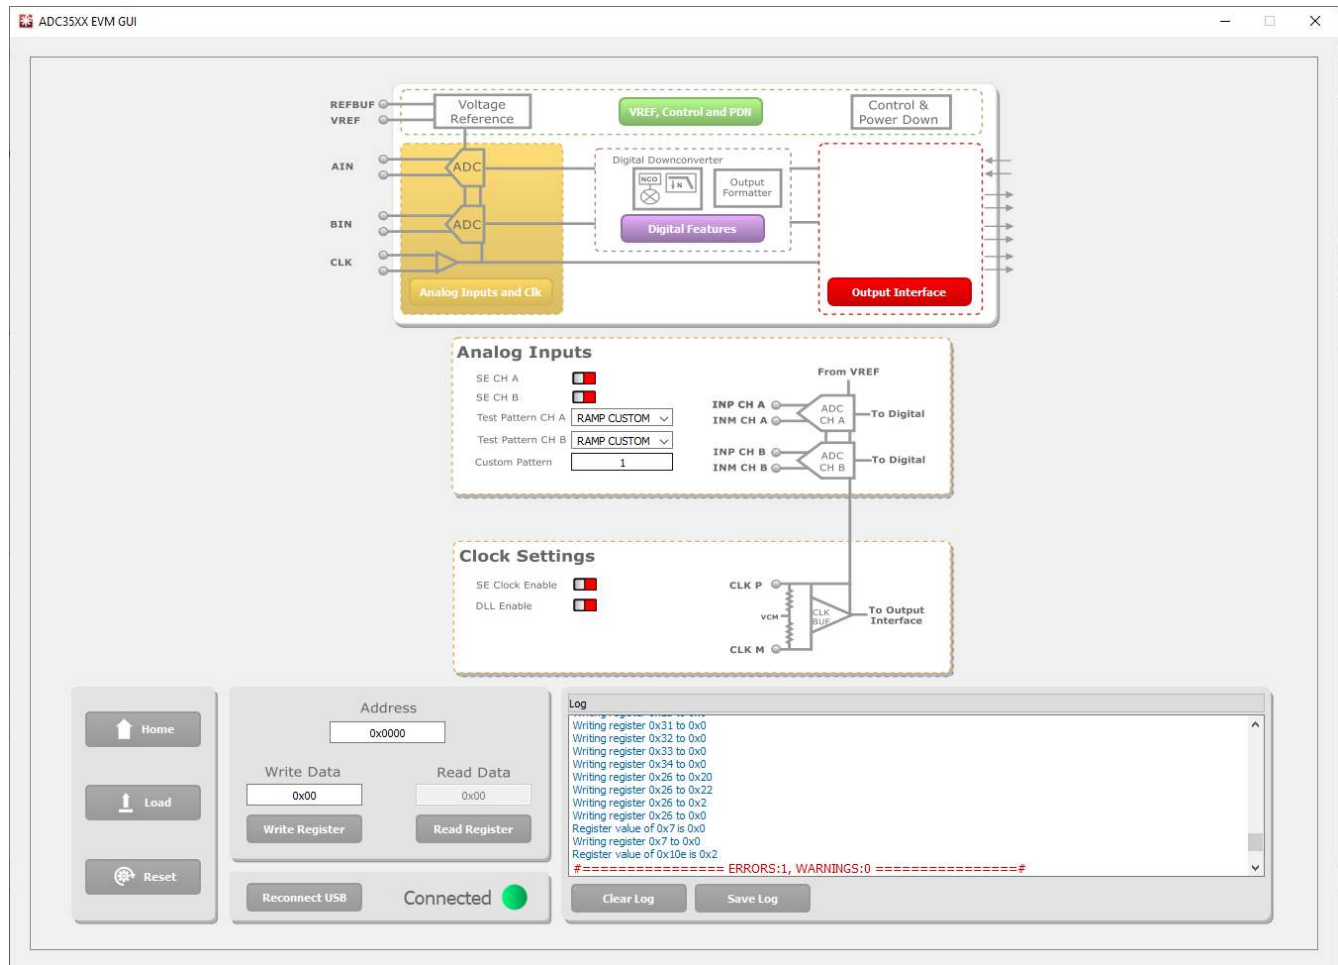 ADC35XX EVM GUI
REFBUF
VREF
Voltage
Reference
VREF, Control and PDN
Control &
Power Down
AIN
ADC
Digital Downconverter
NCO
N
Output
Formatter
BIN
ADC
Digital Features
CLK
Analog Inputs and Clk
Output Interface
Analog Inputs
SE CH A
SE CH B
Test Pattern CH A RAMP CUSTOM
Test Pattern CH B RAMP CUSTOM
Custom Pattern 1
From VREF
INP CH A
INM CH A
ADC
CH A
To Digital
INP CH B
INM CH B
ADC
CH B
To Digital
Clock Settings
SE Clock Enable
DLL Enable
CLK P
VCM
CLK
BUF
To Output
Interface
CLK M
Home
Load
Reset
Address
0x0000
Write Data
0x00
Write Register
Read Data
0x00
Read Register
Reconnect USB
Connected
Log
Writing register 0x31 to 0x0
Writing register 0x32 to 0x0
Writing register 0x33 to 0x0
Writing register 0x34 to 0x0
Writing register 0x26 to 0x20
Writing register 0x26 to 0x22
Writing register 0x26 to 0x2
Writing register 0x26 to 0x0
Register value of 0x7 is 0x0
Writing register 0x7 to 0x0
Register value of 0x10e is 0x2
#================ ERRORS:1, WARNINGS:0 ================#
Clear Log
Save Log